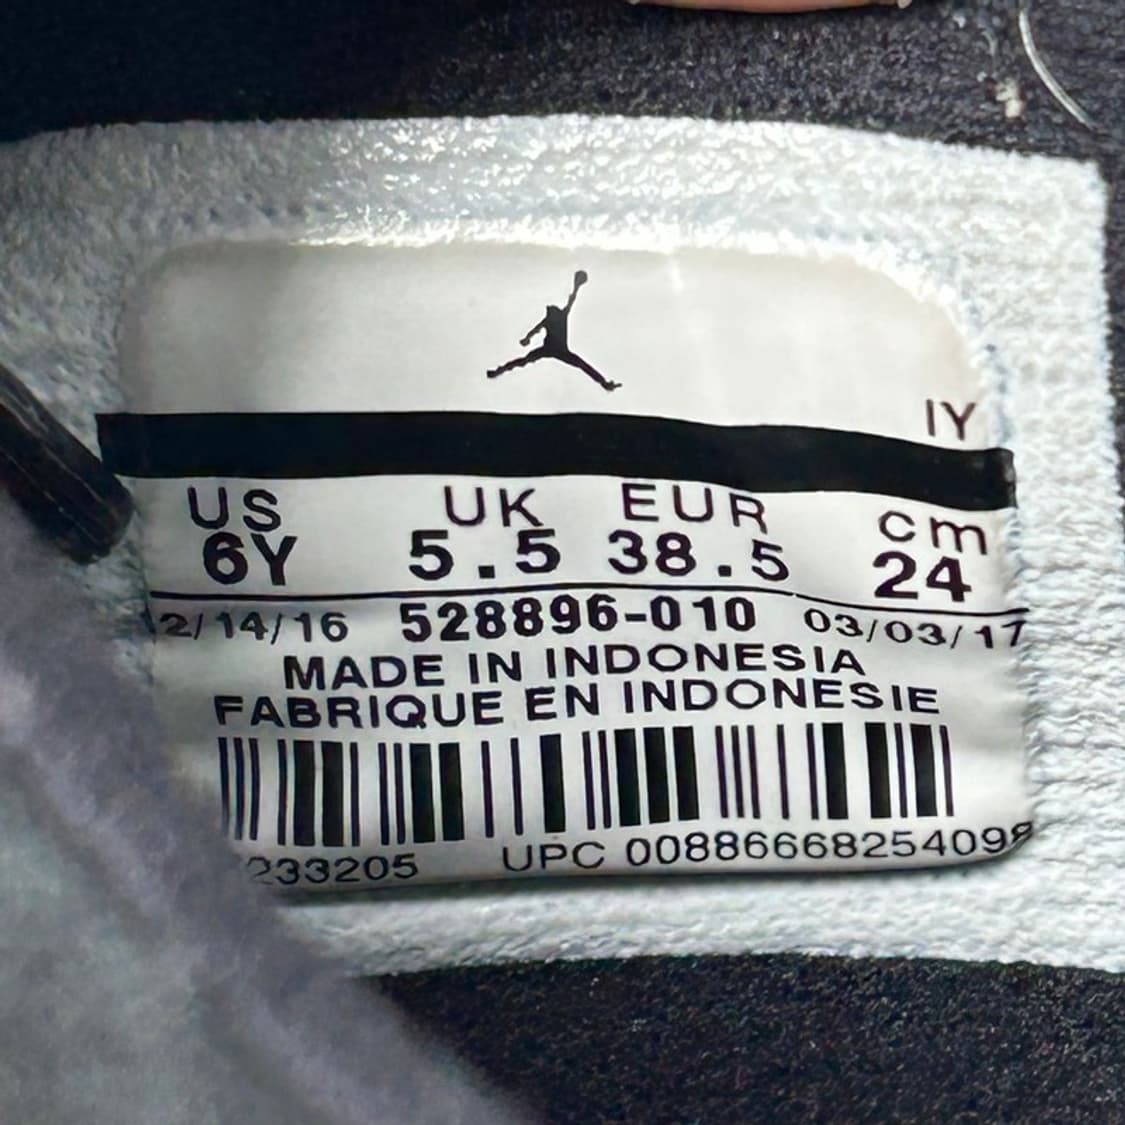 IY
US UK EUR cm
6Y 5.5 38.5 24
12/14/16 528896-010 03/03/17
MADE IN INDONESIA
FABRIQUE EN INDONESIE
233205 UPC 00886668254098